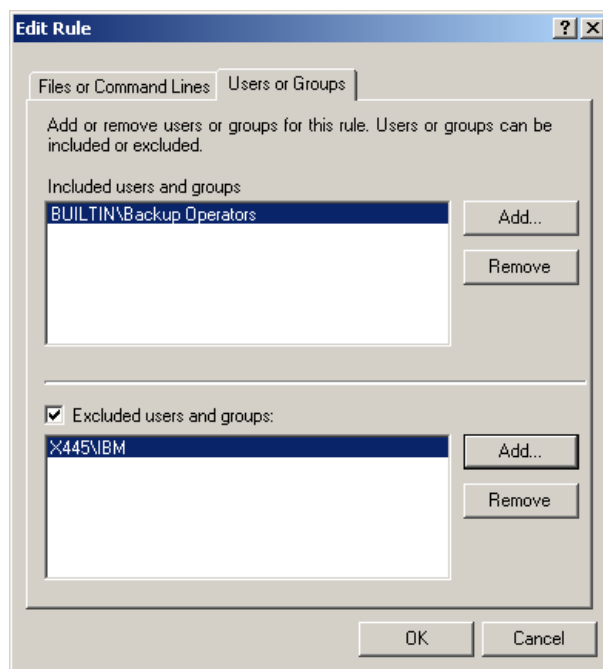 Edit Rule
Files or Command Lines
Users or Groups
Add or remove users or groups for this rule. Users or groups can be
included or excluded.
Included users and groups
BUILTIN\Backup Operators
Add...
Remove
Excluded users and groups:
X445\IBM
Add...
Remove
OK
Cancel